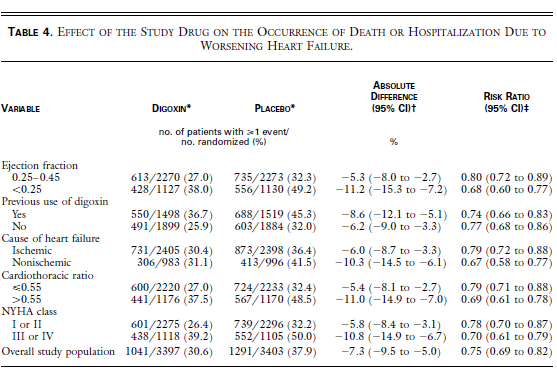 TABLE 4. EFFECT OF THE STUDY DRUG ON THE OCCURRENCE OF DEATH OR HOSPITALIZATION DUE TO
WORSENING HEART FAILURE.
VARIABLE DIGOXIN* PLACEBO* ABSOLUTE DIFFERENCE (95% CI)† RISK RATIO (95% CI)‡
no. of patients with ≥1 event/
no. randomized (%) %
Ejection fraction
0.25–0.45 613/2270 (27.0) 735/2273 (32.3) −5.3 (−8.0 to −2.7) 0.80 (0.72 to 0.89)
<0.25 428/1127 (38.0) 556/1130 (49.2) −11.2 (−15.3 to −7.2) 0.68 (0.60 to 0.77)
Previous use of digoxin
Yes 550/1498 (36.7) 688/1519 (45.3) −8.6 (−12.1 to −5.1) 0.74 (0.66 to 0.83)
No 491/1899 (25.9) 603/1884 (32.0) −6.2 (−9.0 to −3.3) 0.77 (0.68 to 0.86)
Cause of heart failure
Ischemic 731/2405 (30.4) 873/2398 (36.4) −6.0 (−8.7 to −3.3) 0.79 (0.72 to 0.88)
Nonischemic 306/983 (31.1) 413/996 (41.5) −10.3 (−14.5 to −6.1) 0.67 (0.58 to 0.77)
Cardiothoracic ratio
≤0.55 600/2220 (27.0) 724/2233 (32.4) −5.4 (−8.1 to −2.7) 0.79 (0.71 to 0.88)
>0.55 441/1176 (37.5) 567/1170 (48.5) −11.0 (−14.9 to −7.0) 0.69 (0.61 to 0.78)
NYHA class
I or II 601/2275 (26.4) 739/2296 (32.2) −5.8 (−8.4 to −3.1) 0.78 (0.70 to 0.87)
III or IV 438/1118 (39.2) 552/1105 (50.0) −10.8 (−14.9 to −6.7) 0.70 (0.61 to 0.79)
Overall study population 1041/3397 (30.6) 1291/3403 (37.9) −7.3 (−9.5 to −5.0) 0.75 (0.69 to 0.82)